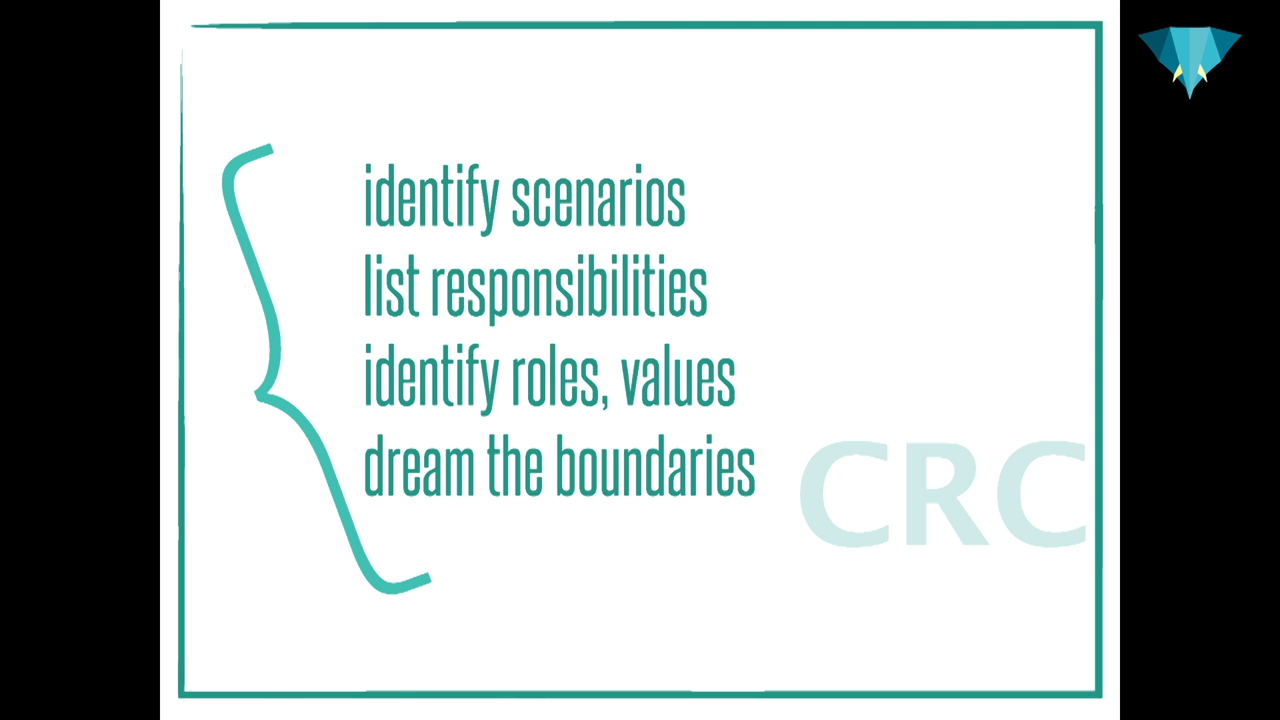 identify scenarios
list responsibilities
identify roles, values
dream the boundaries
CRC